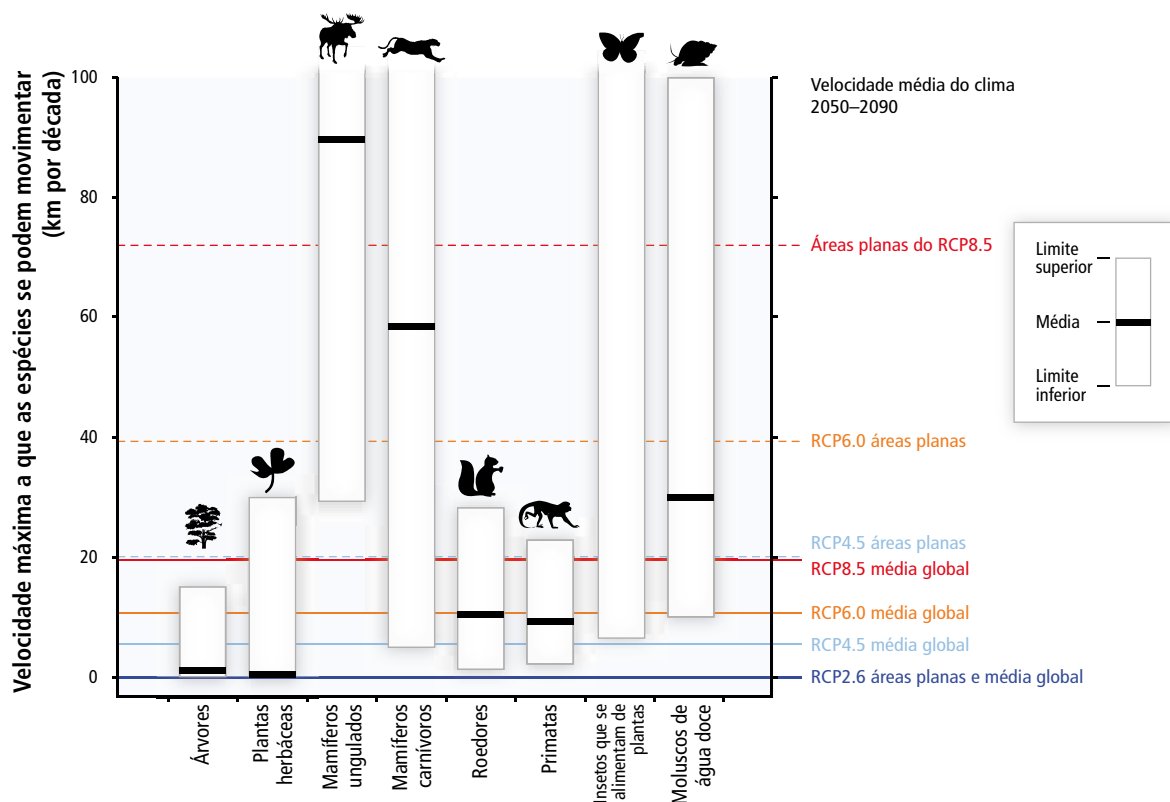 Velocidade máxima a que as espécies se podem movimentar
(km por década)
100
80
60
40
20
0
Velocidade média do clima
2050–2090
Áreas planas do RCP8.5
RCP6.0 áreas planas
RCP4.5 áreas planas
RCP8.5 média global
RCP6.0 média global
RCP4.5 média global
RCP2.6 áreas planas e média global
Limite
superior
Média
Limite
inferior
Árvores
Plantas
herbáceas
Mamíferos
ungulados
Mamíferos
carnívoros
Roedores
Primatas
Insetos que se
alimentam de
plantas
Moluscos de
água doce